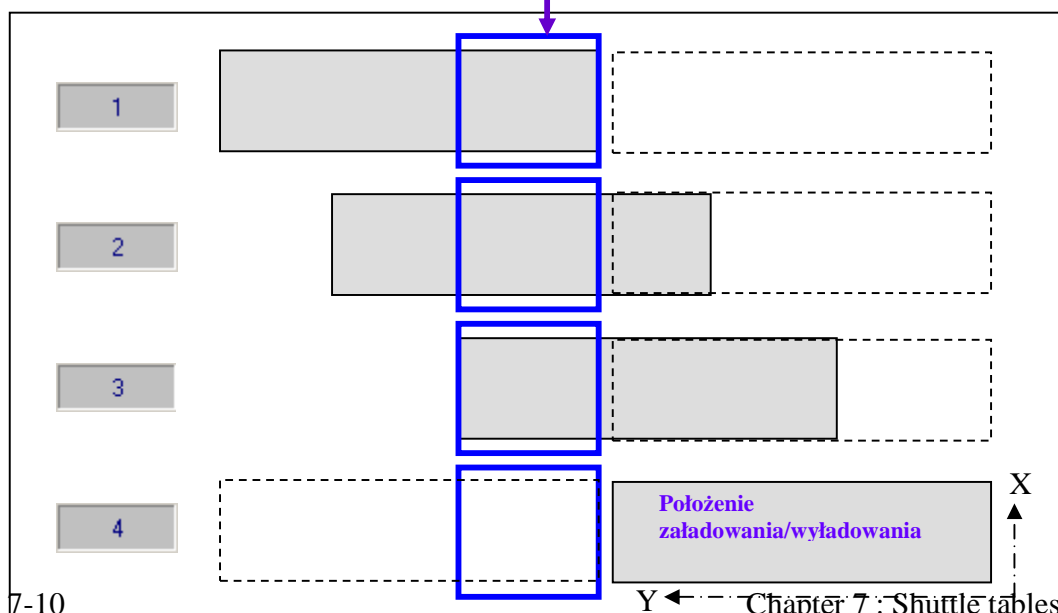 1
2
3
4
Położenie
załadowania/wyładowania
X
Y
7-10
Chapter 7 : Shuttle tables